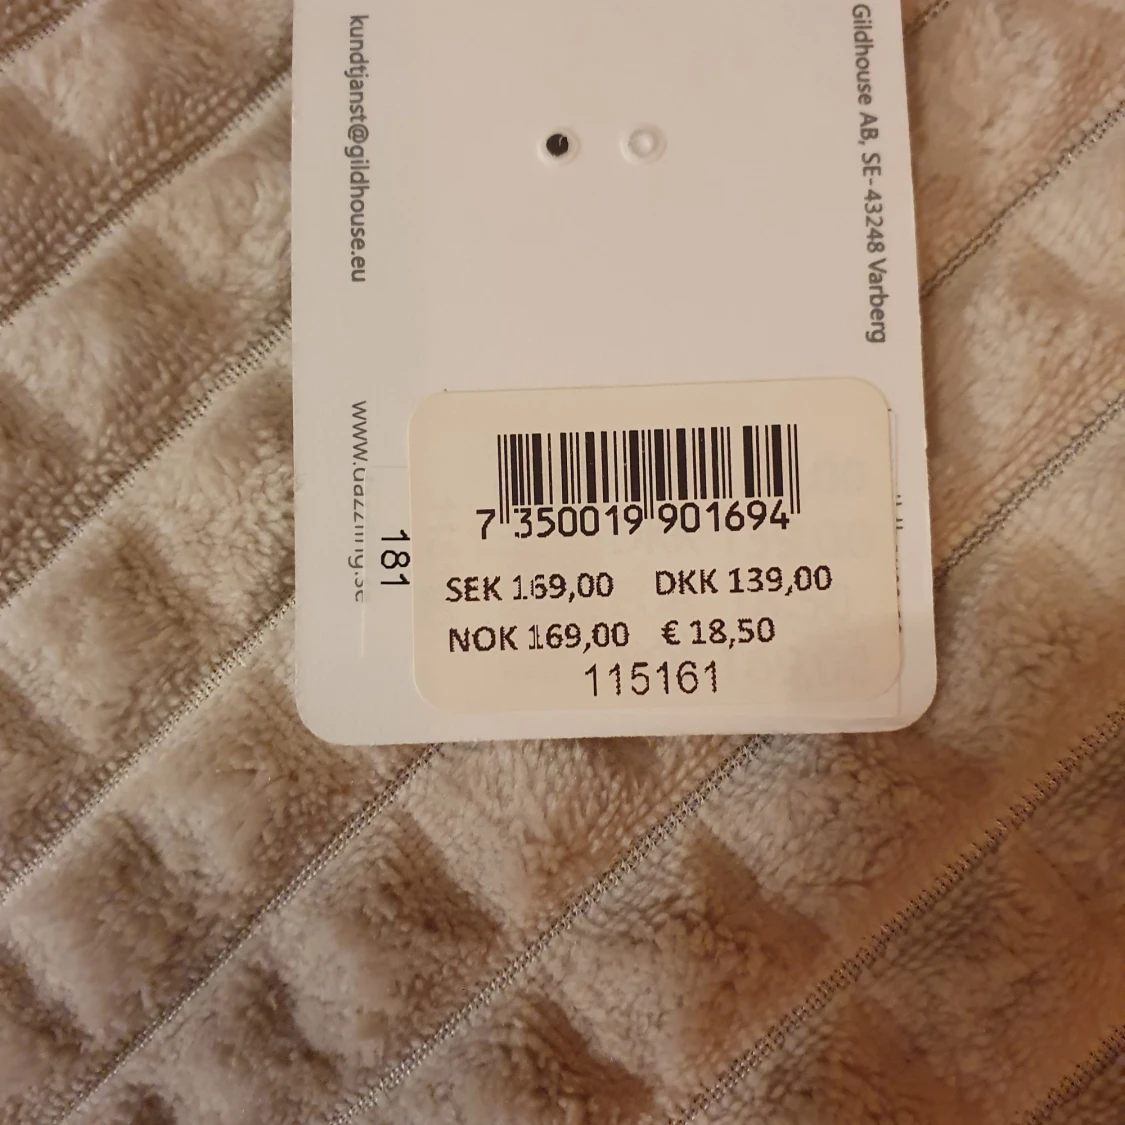 Gildhouse AB, SE-43248 Varberg
kundtjanst@gildhouse.eu
181
7 350019 901694
SEK 169,00 DKK 139,00
NOK 169,00 € 18,50
115161